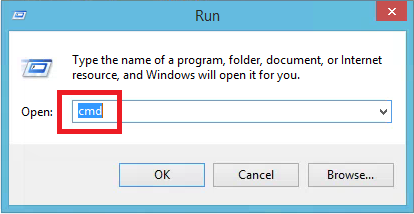 Run
Type the name of a program, folder, document, or Internet
resource, and Windows will open it for you.
Open: cmd
OK Cancel Browse...